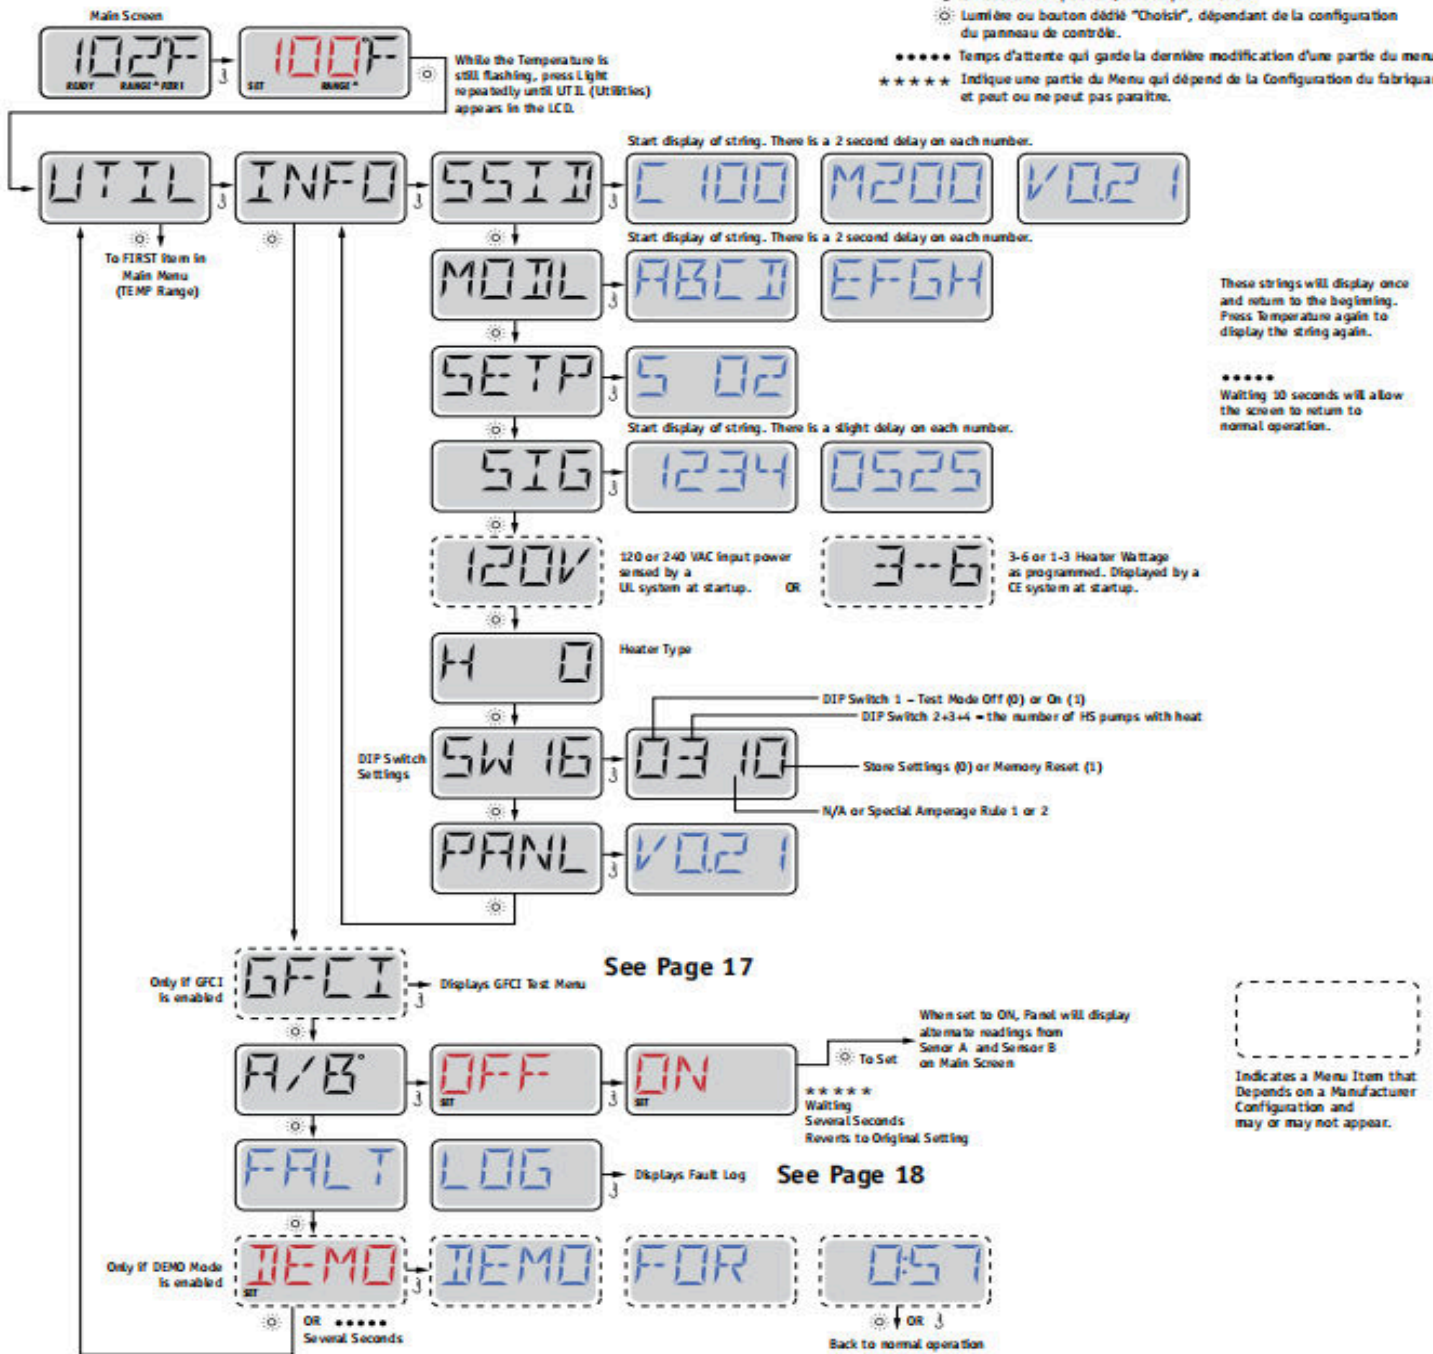 Lumière ou bouton dédié "Choisir", dépendant de la configuration
du panneau de contrôle.
Temps d'attente qui garde la dernière modification d'une partie du menu
***** Indique une partie du Menu qui dépend de la Configuration du
et peut ou ne peut pas paraître.
Main Screen
102°F
READY RANGE
100°F
SET RANGE
While the Temperature is
still flashing, press Light
repeatedly until UTIL (Utilities)
appears in the LCD.
Start display of string. There is a 2 second delay on each number.
UTIL
INFO
SSID
C 100
M200
V0.21
To FIRST item in
Main Menu
(TEMP Range)
Start display of string. There is a 2 second delay on each number.
MODL
ABCD
EFGH
These strings will display once
and return to the beginning.
Press Temperature again to
display the string again.
SETP
S 02
•••••
Waiting 10 seconds will allow
the screen to return to
normal operation.
Start display of string. There is a slight delay on each number.
SIG
1234
0525
120V
120 or 240 VAC input power
sensed by a
UL system at startup. OR
3--6
3-6 or 1-3 Heater Wattage
as programmed. Displayed by a
CE system at startup.
H 0
Heater Type
DIP Switch 1 – Test Mode Off (0) or On (1)
DIP Switch 2+3+4 = the number of HS pumps with heat
DIP Switch
Settings
SW 16
0310
Store Settings (0) or Memory Reset (1)
N/A or Special Amperage Rule 1 or 2
PANL
V0.21
See Page 17
Only if GFCI
is enabled
GFCI
Displays GFCI Test Menu
A/B°
OFF
SET
ON
SET
To Set
When set to ON, Panel will display
alternate readings from
Senor A and Sensor B
on Main Screen
*****
Waiting
Several Seconds
Reverts to Original Setting
Indicates a Menu Item that
Depends on a Manufacturer
Configuration and
may or may not appear.
FALT
LOG
Displays Fault Log
See Page 18
Only if DEMO Mode
is enabled
DEMO
SET
DEMO
FOR
0:57
OR •••••
Several Seconds
OR
Back to normal operation